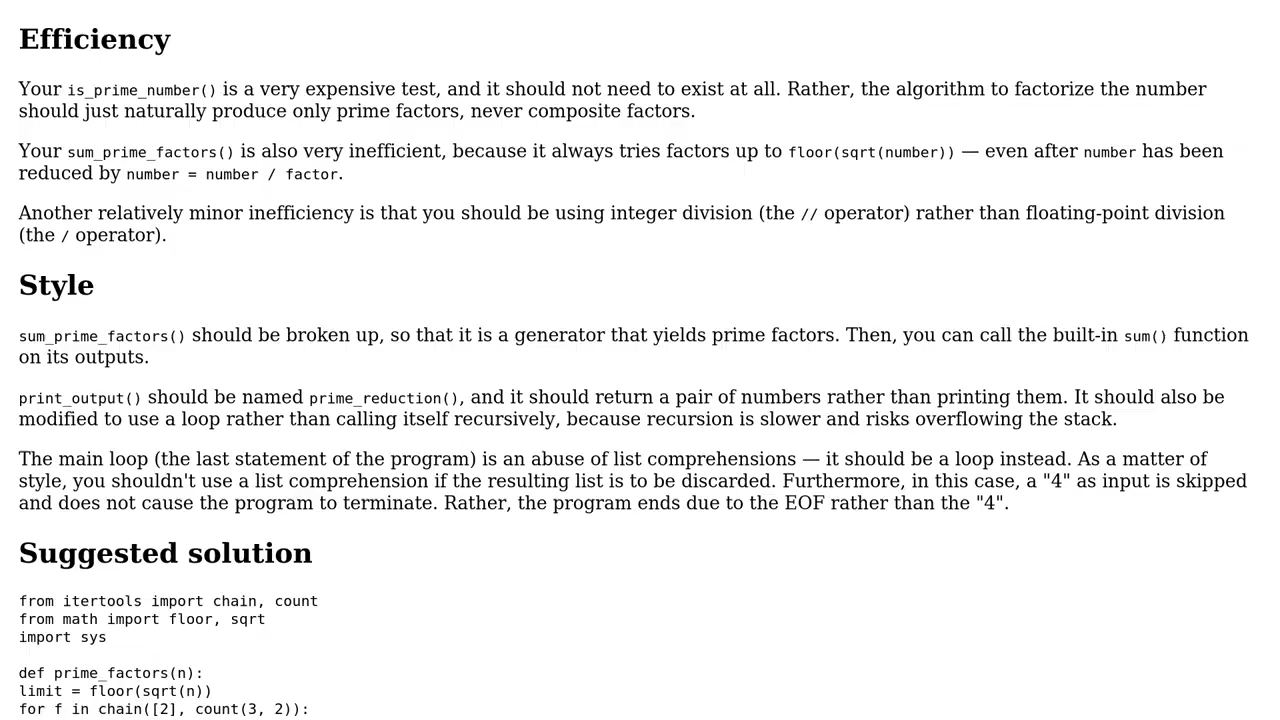 Efficiency
Your is_prime_number() is a very expensive test, and it should not need to exist at all. Rather, the algorithm to factorize the number
should just naturally produce only prime factors, never composite factors.
Your sum_prime_factors() is also very inefficient, because it always tries factors up to floor(sqrt(number)) — even after number has been
reduced by number = number / factor.
Another relatively minor inefficiency is that you should be using integer division (the // operator) rather than floating-point division
(the / operator).
Style
sum_prime_factors() should be broken up, so that it is a generator that yields prime factors. Then, you can call the built-in sum() function
on its outputs.
print_output() should be named prime_reduction(), and it should return a pair of numbers rather than printing them. It should also be
modified to use a loop rather than calling itself recursively, because recursion is slower and risks overflowing the stack.
The main loop (the last statement of the program) is an abuse of list comprehensions — it should be a loop instead. As a matter of
style, you shouldn't use a list comprehension if the resulting list is to be discarded. Furthermore, in this case, a "4" as input is skipped
and does not cause the program to terminate. Rather, the program ends due to the EOF rather than the "4".
Suggested solution
from itertools import chain, count
from math import floor, sqrt
import sys
def prime_factors(n):
limit = floor(sqrt(n))
for f in chain([2], count(3, 2)):